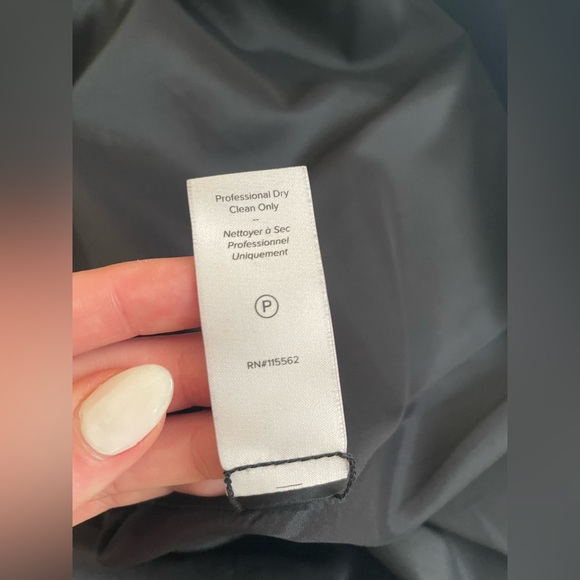 Professional Dry
Clean Only
--
Nettoyer à Sec
Professionnel
Uniquement
P
RN#115562